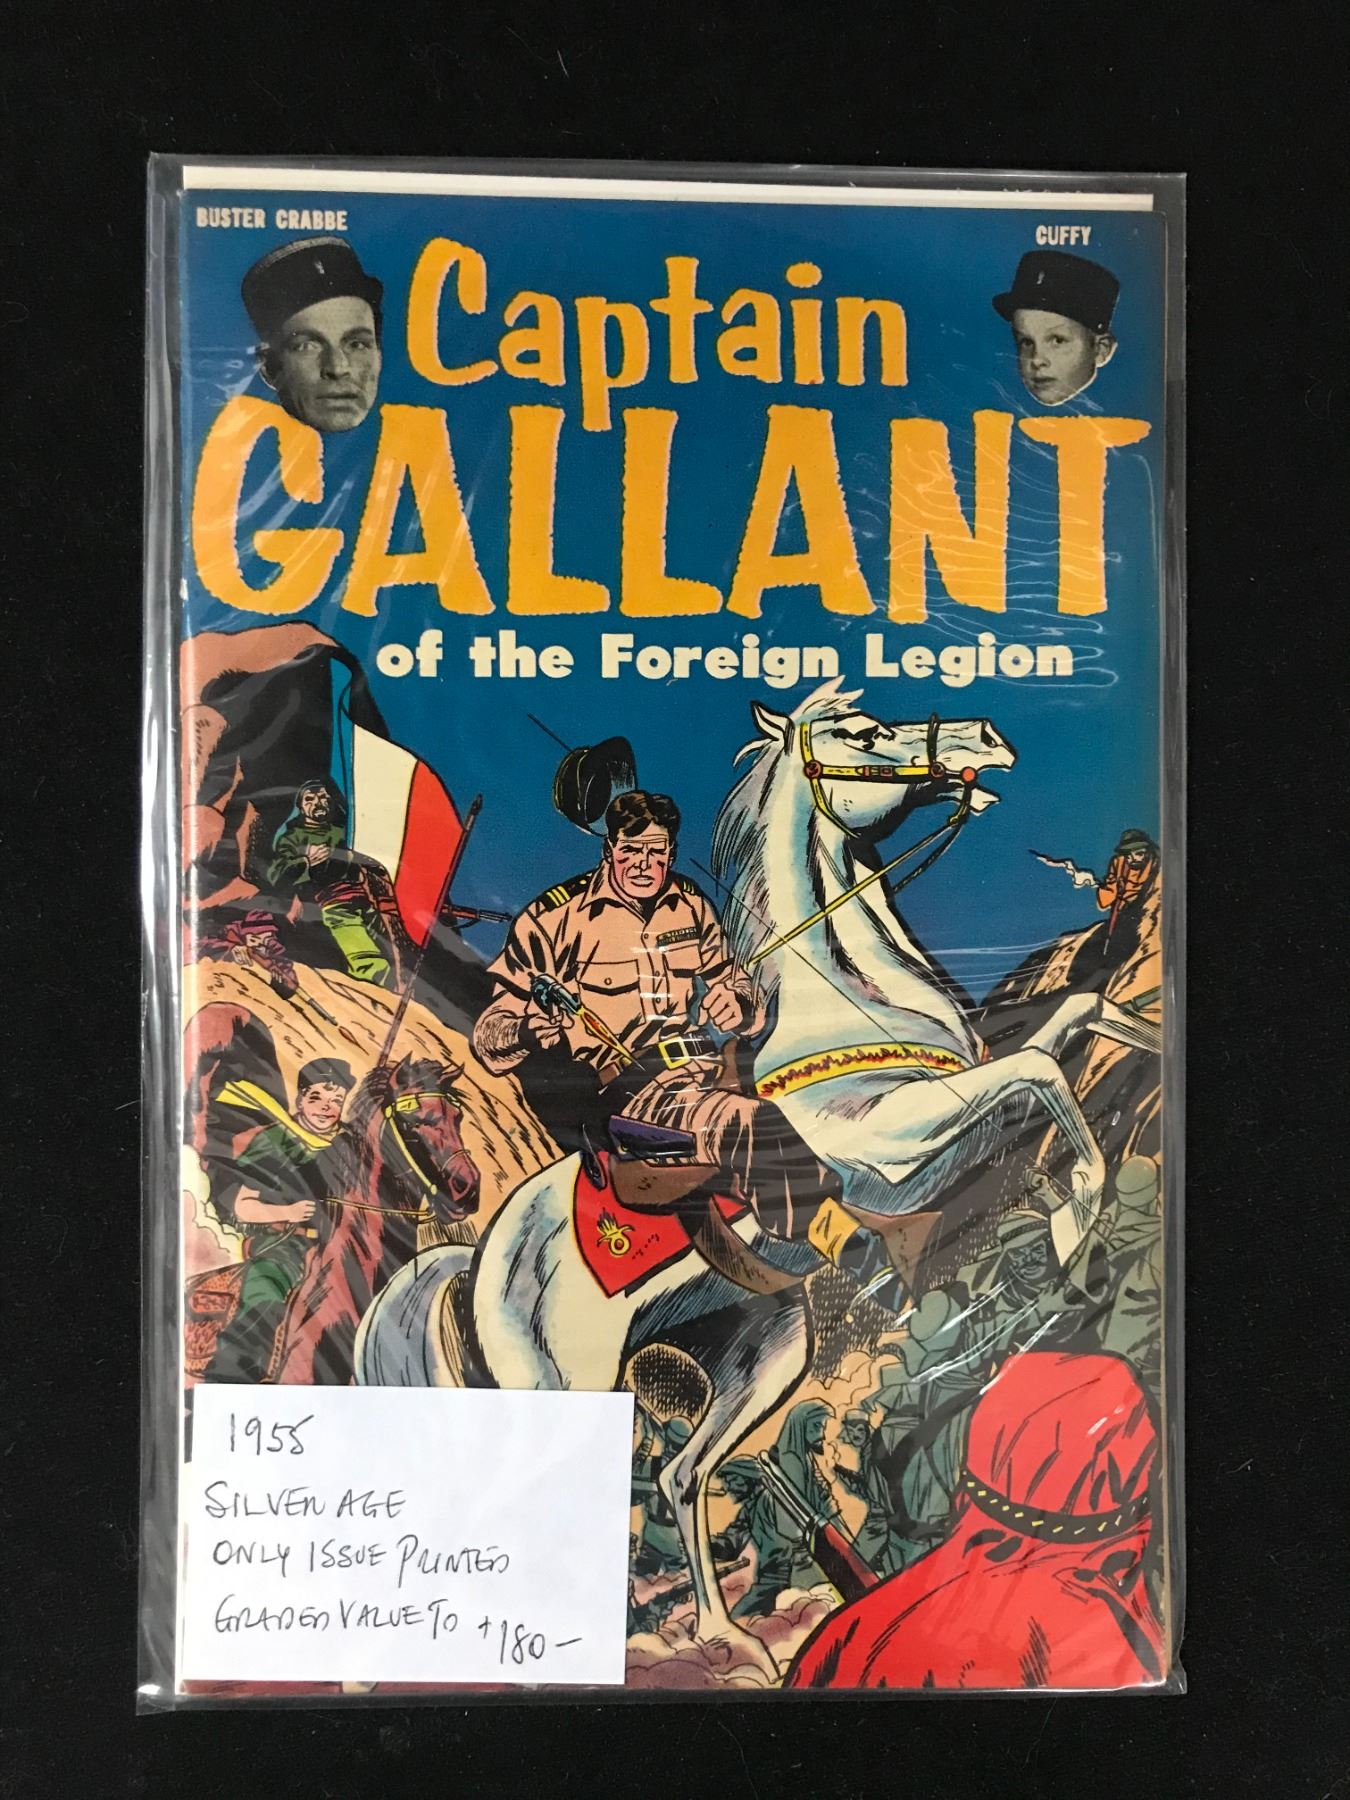 BUSTER CRABBE
CUFFY
Captain
GALLANT
of the Foreign Legion
1955
SILVER AGE
ONLY ISSUE PRINTED
GRADED VALUE TO +180-